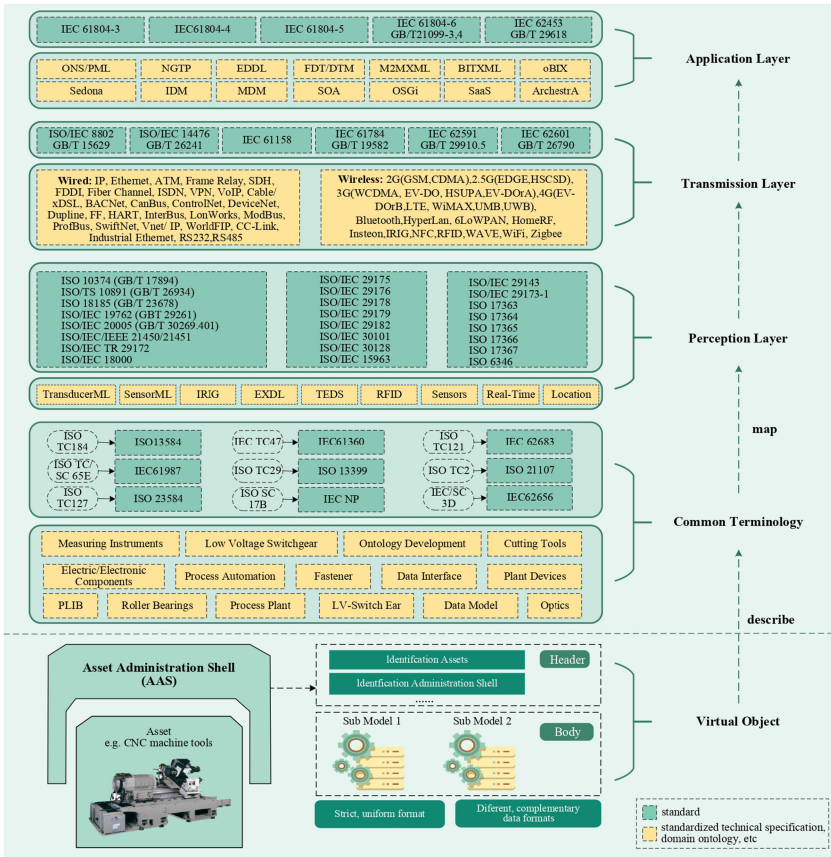 IEC 61804-3
IEC61804-4
IEC 61804-5
IEC 61804-6
GB/T21099-3,4
IEC 62453
GB/T 29618
ONS/PML
NGTP
EDDL
FDT/DTM
M2MXML
BITXML
oBIX
Sedona
IDM
MDM
SOA
OSGi
SaaS
ArchestrA
Application Layer
ISO/IEC 8802
GB/T 15629
ISO/IEC 14476
GB/T 26241
IEC 61158
IEC 61784
GB/T 19582
IEC 62591
GB/T 29910.5
IEC 62601
GB/T 26790
Wired: IP, Ethernet, ATM, Frame Relay, SDH,
FDDI, Fiber Channel, ISDN, VPN, VoIP, Cable/
xDSL, BACNet, CanBus, ControlNet, DeviceNet,
Dupline, FF, HART, InterBus, LonWorks, ModBus,
ProfBus, SwiftNet, Vnet/ IP, WorldFIP, CC-Link,
Industrial Ethernet, RS232,RS485
Wireless: 2G(GSM,CDMA),2.5G(EDGE,HSCSD),
3G(WCDMA, EV-DO, HSUPA,EV-DOrA),4G(EV-
DOrB,LTE, WiMAX,UMB,UWB),
Bluetooth,HyperLan, 6LoWPAN, HomeRF,
Insteon,IRIG,NFC,RFID,WAVE,WiFi, Zigbee
Transmission Layer
ISO 10374 (GB/T 17894)
ISO/TS 10891 (GB/T 26934)
ISO 18185 (GB/T 23678)
ISO/IEC 19762 (GBT 29261)
ISO/IEC 20005 (GB/T 30269.401)
ISO/IEC/IEEE 21450/21451
ISO/IEC TR 29172
ISO/IEC 18000
ISO/IEC 29175
ISO/IEC 29176
ISO/IEC 29178
ISO/IEC 29179
ISO/IEC 29182
ISO/IEC 30101
ISO/IEC 30128
ISO/IEC 15963
ISO/IEC 29143
ISO/IEC 29173-1
ISO 17363
ISO 17364
ISO 17365
ISO 17366
ISO 17367
ISO 6346
TransducerML
SensorML
IRIG
EXDL
TEDS
RFID
Sensors
Real-Time
Location
Perception Layer
map
ISO
TC184
ISO13584
IEC TC47
IEC61360
ISO
TC121
IEC 62683
ISO TC/
SC 65E
IEC61987
ISO TC29
ISO 13399
ISO TC2
ISO 21107
ISO
TC127
ISO 23584
ISO SC
17B
IEC NP
IEC/SC
3D
IEC62656
Measuring Instruments
Low Voltage Switchgear
Ontology Development
Cutting Tools
Electric/Electronic
Components
Process Automation
Fastener
Data Interface
Plant Devices
PLIB
Roller Bearings
Process Plant
LV-Switch Ear
Data Model
Optics
Common Terminology
describe
Asset Administration Shell
(AAS)
Asset
e.g. CNC machine tools
Identifcation Assets
Header
Identfication Administration Shell
......
Sub Model 1
Sub Model 2
Body
Strict, uniform format
Diferent, complementary
data formats
Virtual Object
standard
standardized technical specification,
domain ontology, etc